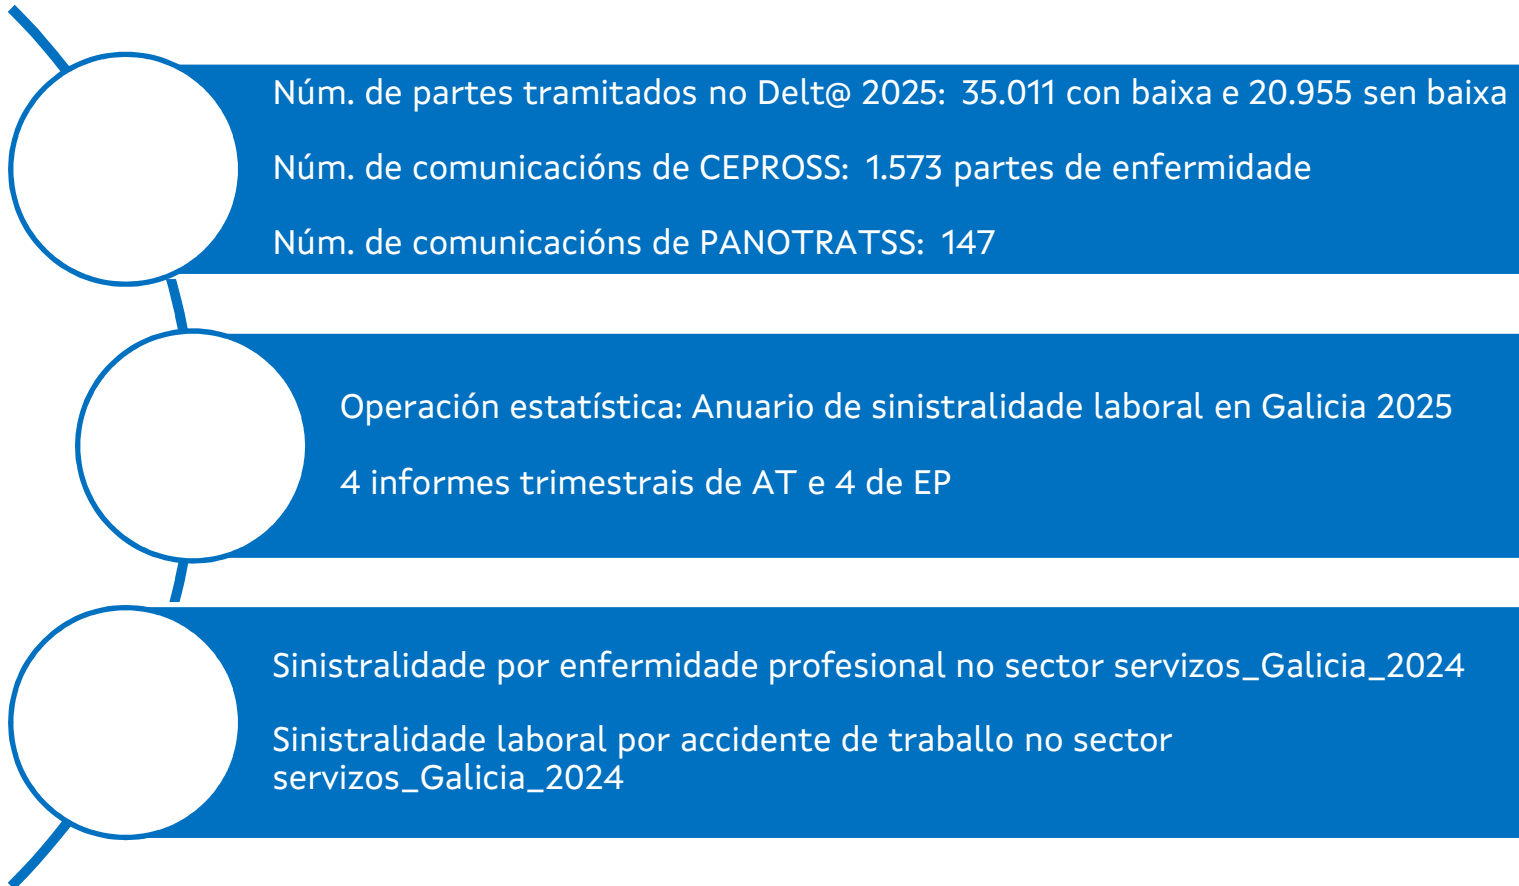 Núm. de partes tramitados no Delt@ 2025: 35.011 con baixa e 20.955 sen baixa
Núm. de comunicacións de CEPROSS: 1.573 partes de enfermidade
Núm. de comunicacións de PANOTRATSS: 147
Operación estatística: Anuario de sinistralidade laboral en Galicia 2025
4 informes trimestrais de AT e 4 de EP
Sinistralidade por enfermidade profesional no sector servizos_Galicia_2024
Sinistralidade laboral por accidente de traballo no sector
servizos_Galicia_2024